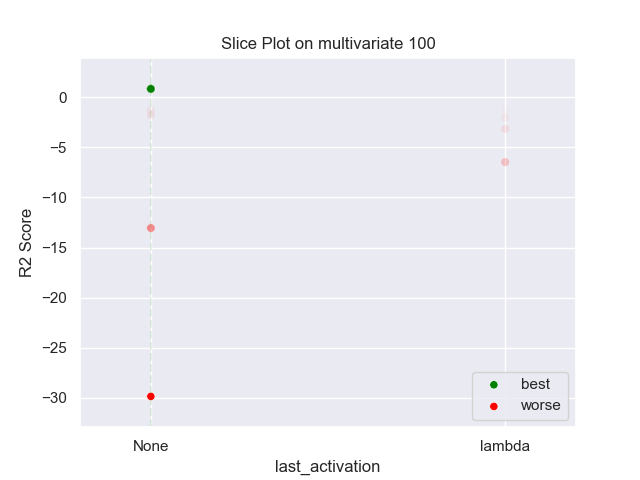 Slice Plot on multivariate 100
R2 Score
0
−5
−10
−15
−20
−25
−30
best
worse
None
lambda
last_activation